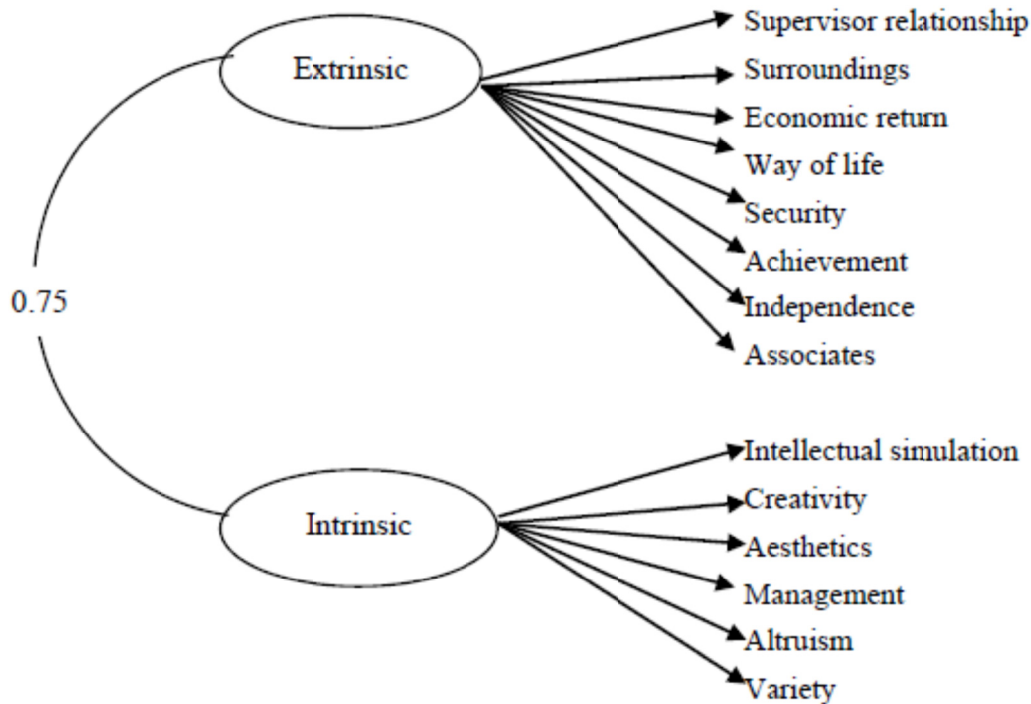 Extrinsic
Supervisor relationship
Surroundings
Economic return
Way of life
Security
Achievement
Independence
Associates
0.75
Intrinsic
Intellectual simulation
Creativity
Aesthetics
Management
Altruism
Variety